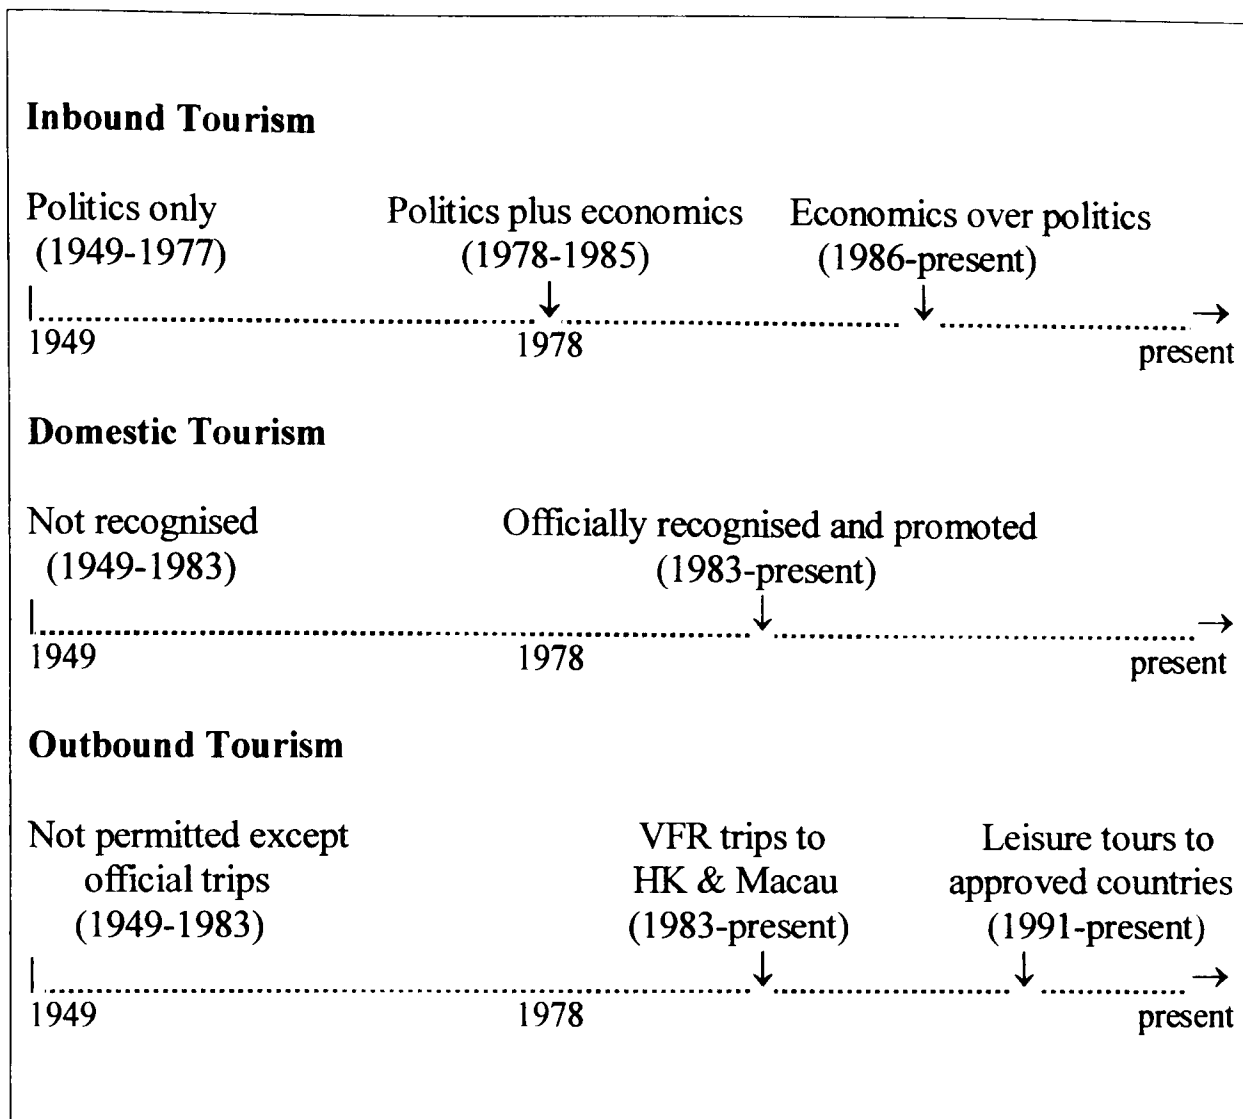 Inbound Tourism
Politics only Politics plus economics Economics over politics
(1949-1977) (1978-1985) (1986-present)
1949 1978 present
Domestic Tourism
Not recognised Officially recognised and promoted
(1949-1983) (1983-present)
1949 1978 present
Outbound Tourism
Not permitted except VFR trips to Leisure tours to
official trips HK & Macau approved countries
(1949-1983) (1983-present) (1991-present)
1949 1978 present